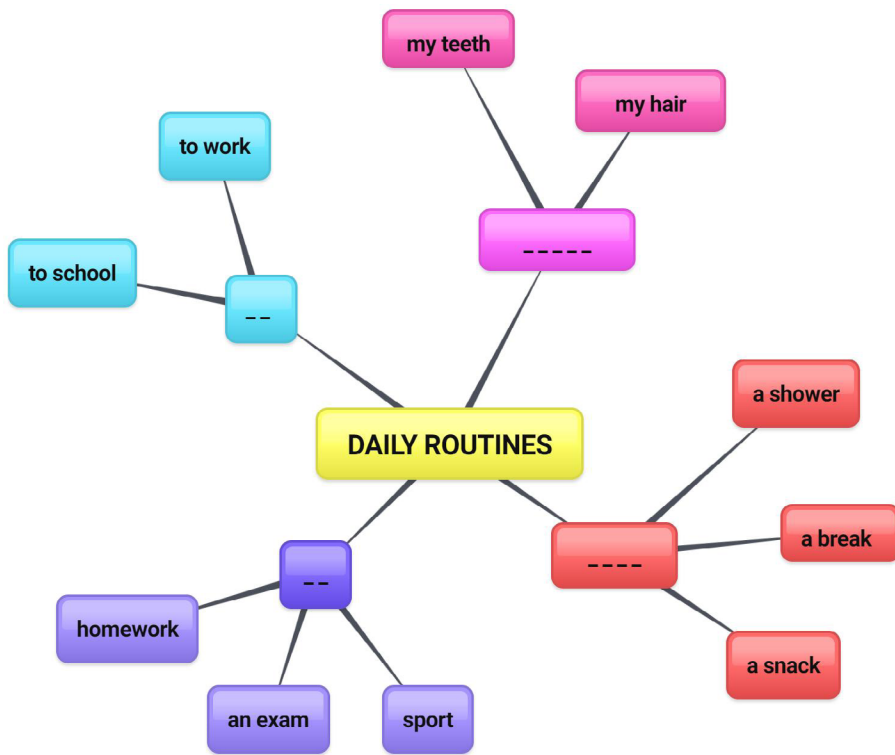 my teeth
my hair
to work
_ _ _ _ _
to school
_ _
a shower
DAILY ROUTINES
a break
_ _ _ _
_ _
homework
a snack
an exam
sport